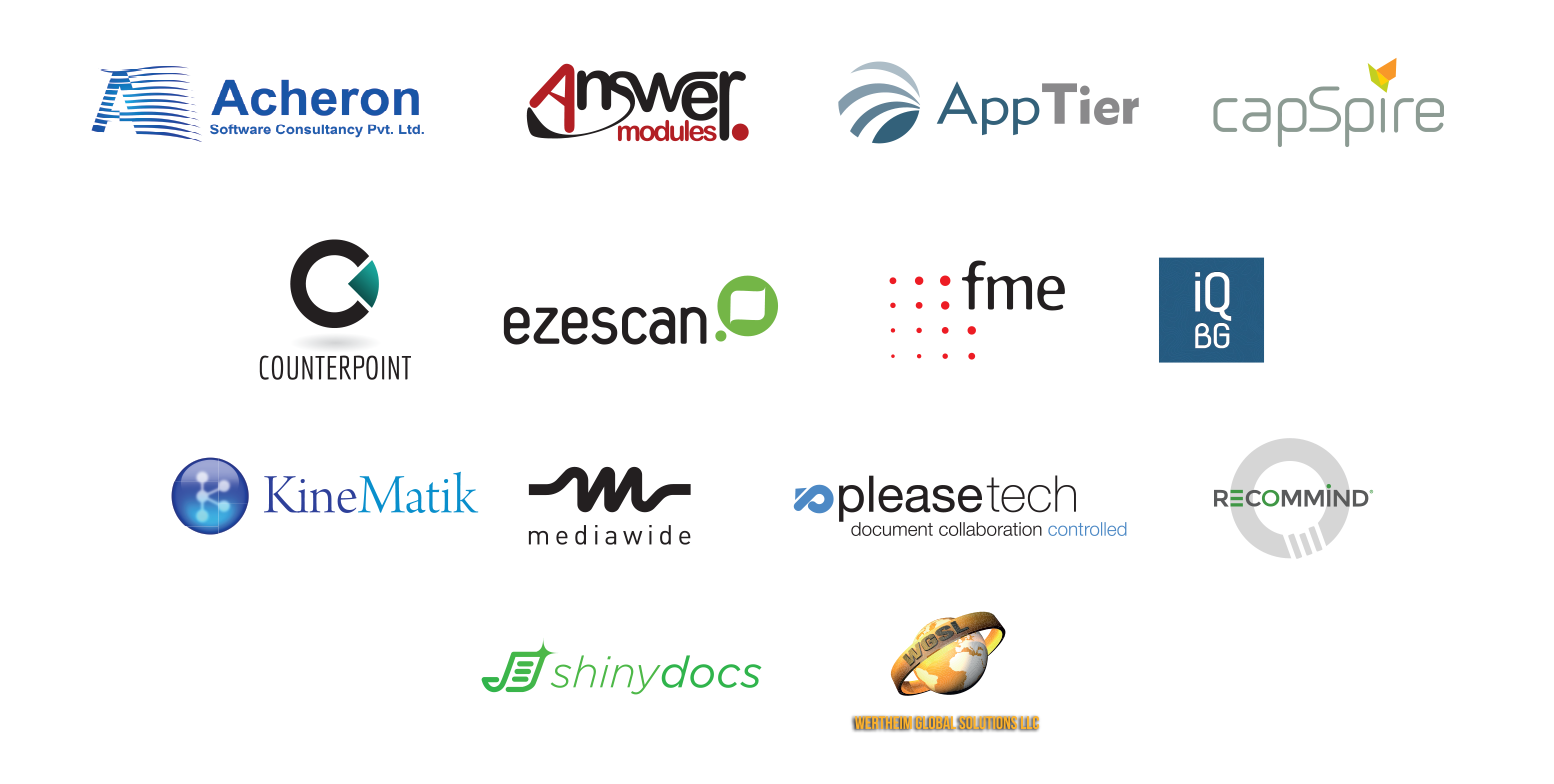 Acheron
Software Consultancy Pvt. Ltd.
Answer
modules
AppTier
capSpire
COUNTERPOINT
ezescan
fme
iQ
BG
KineMatik
mediawide
pleasetech
document collaboration controlled
RECOMMIND®
shinydocs
WGSL
WERTHEIM GLOBAL SOLUTIONS LLC